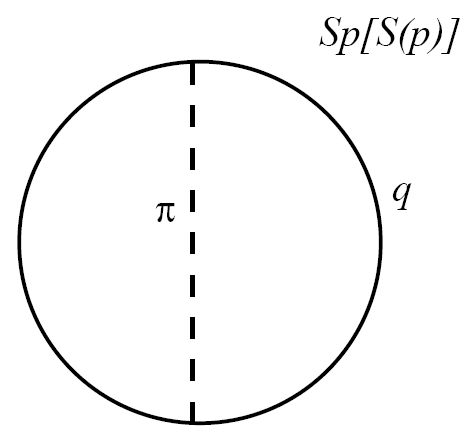 Sp[S(p)]
q
π